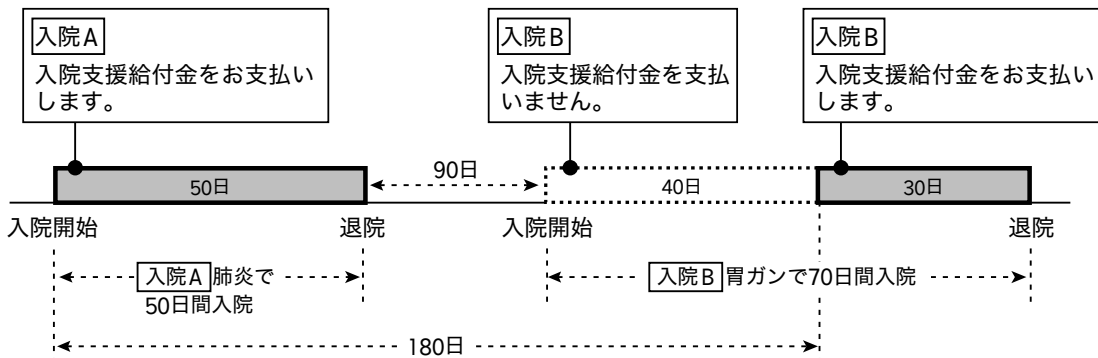 入院A
入院支援給付金をお支払い
します。
入院B
入院支援給付金を支払
いません。
入院B
入院支援給付金をお支払い
します。
50日
90日
40日
30日
入院開始
退院
入院開始
退院
入院A 肺炎で
50日間入院
入院B 胃ガンで70日間入院
180日